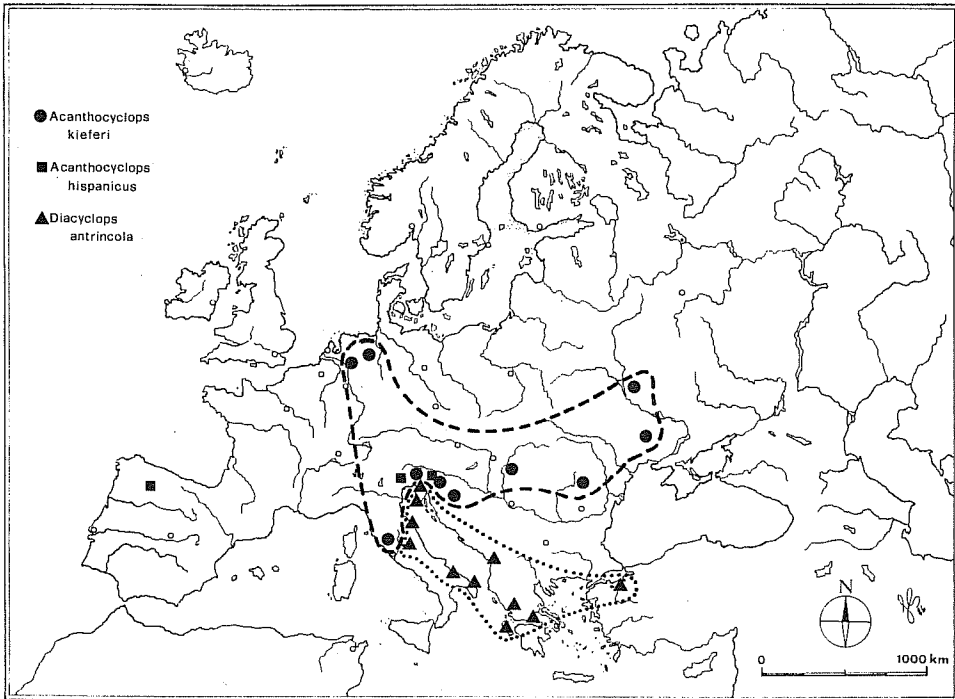 Acanthocyclops
kieferi
Acanthocyclops
hispanicus
Diacyclops
antrincola
N
0 1000 km